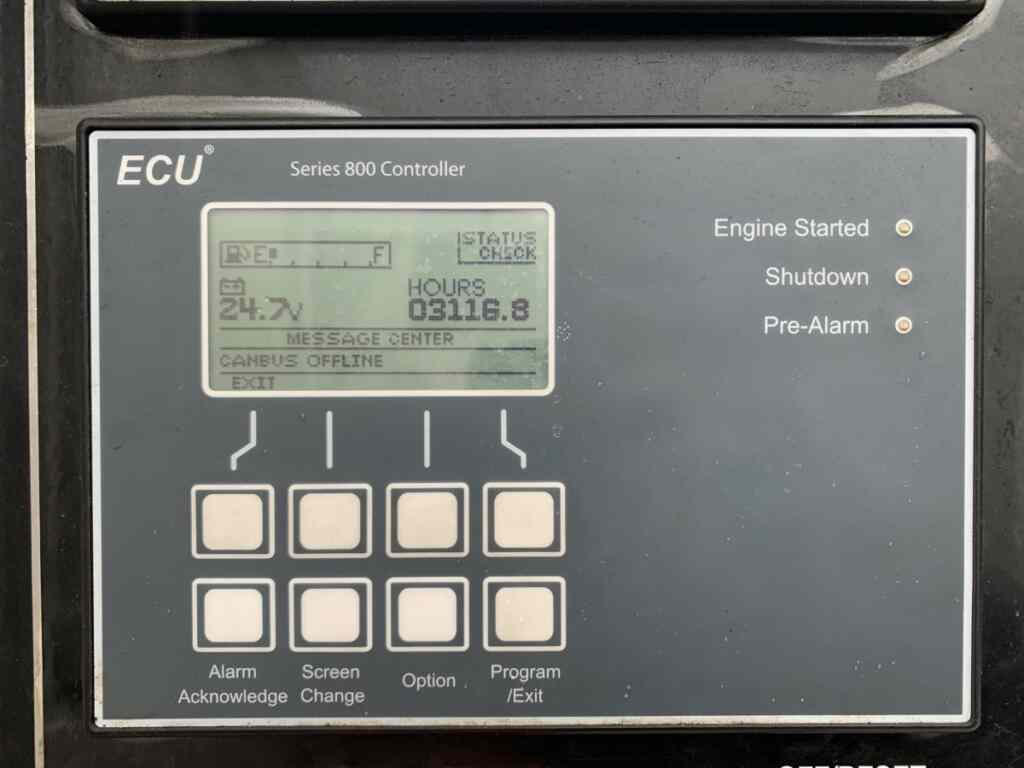 ECU®
Series 800 Controller
E F
STATUS
CHECK
HOURS
24.7V
03116.8
MESSAGE CENTER
CANBUS OFFLINE
EXIT
Engine Started
Shutdown
Pre-Alarm
Alarm
Acknowledge
Screen
Change
Option
Program
/Exit